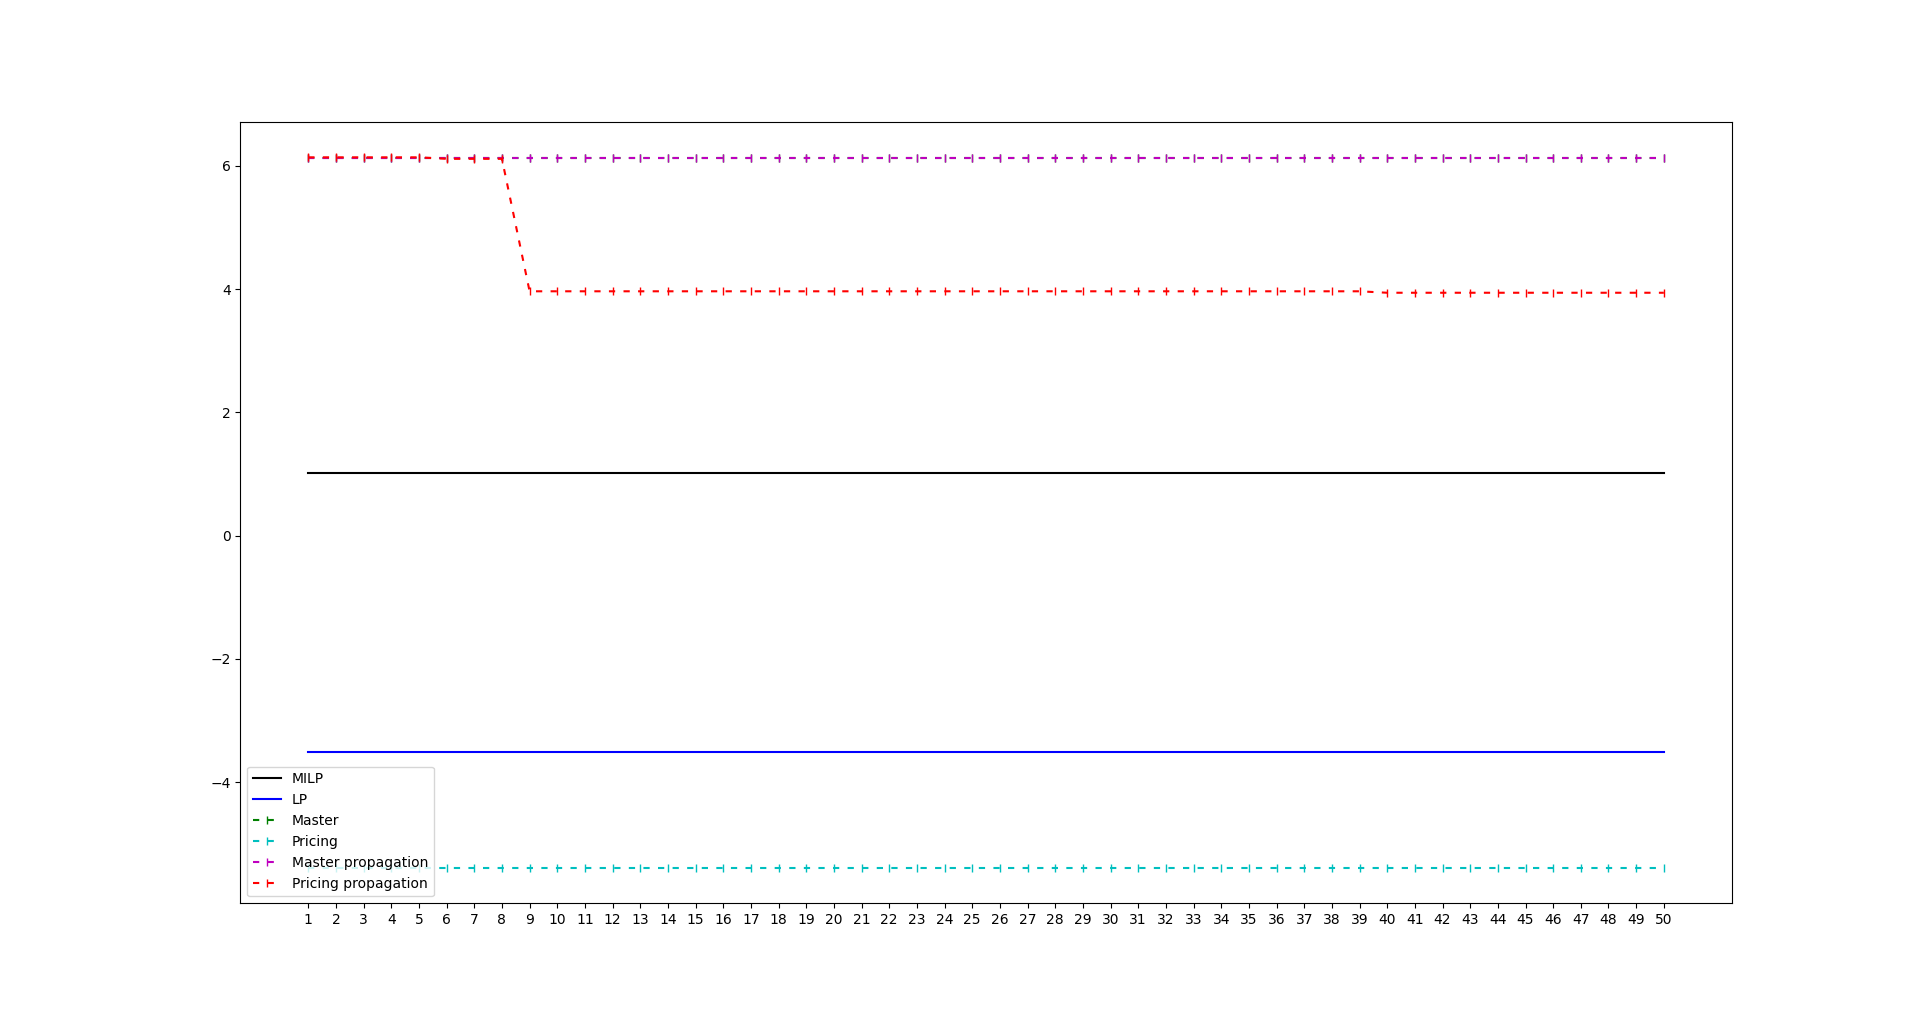 6
4
2
0
−2
−4
MILP
LP
Master
Pricing
Master propagation
Pricing propagation
1 2 3 4 5 6 7 8 9 10 11 12 13 14 15 16 17 18 19 20 21 22 23 24 25 26 27 28 29 30 31 32 33 34 35 36 37 38 39 40 41 42 43 44 45 46 47 48 49 50